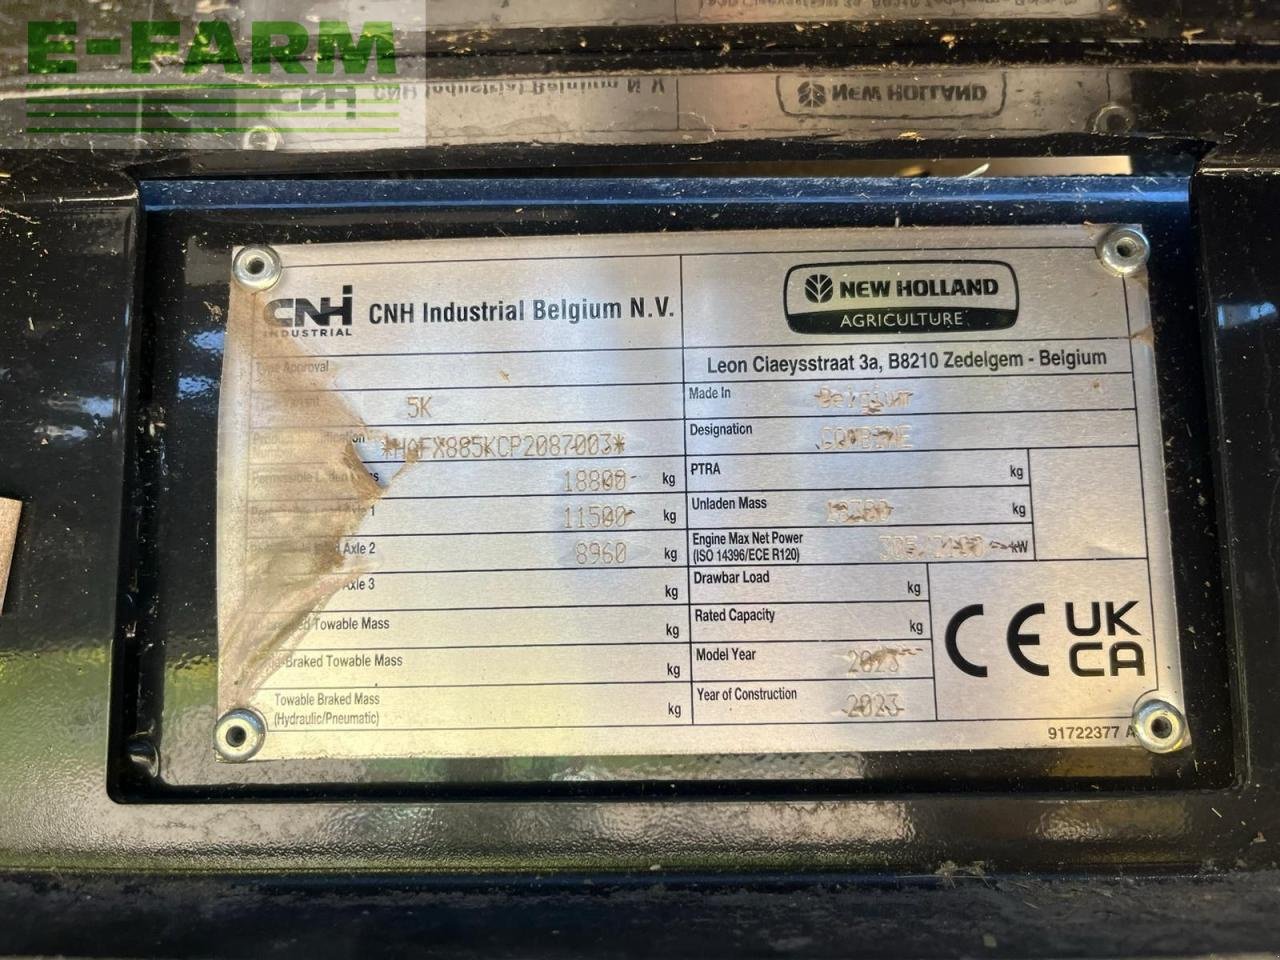 E-FARM
CNH Industrial Belgium N.V.
NEW HOLLAND
CNH
INDUSTRIAL
CNH Industrial Belgium N.V.
NEW HOLLAND
AGRICULTURE
Type Approval
Leon Claeysstraat 3a, B8210 Zedelgem - Belgium
5K
Made In Belgium
Designation COMBINE
kg
18800 kg
PTRA kg
11500 kg
Unladen Mass kg
Axle 2 8960 kg
Engine Max Net Power
(ISO 14396/ECE R120) kW
Axle 3 kg
Drawbar Load kg
Towable Mass kg
Rated Capacity kg
-Braked Towable Mass kg
Model Year 2023
Towable Braked Mass
(Hydraulic/Pneumatic) kg
Year of Construction 2023
CE
UK
CA
91722377 A